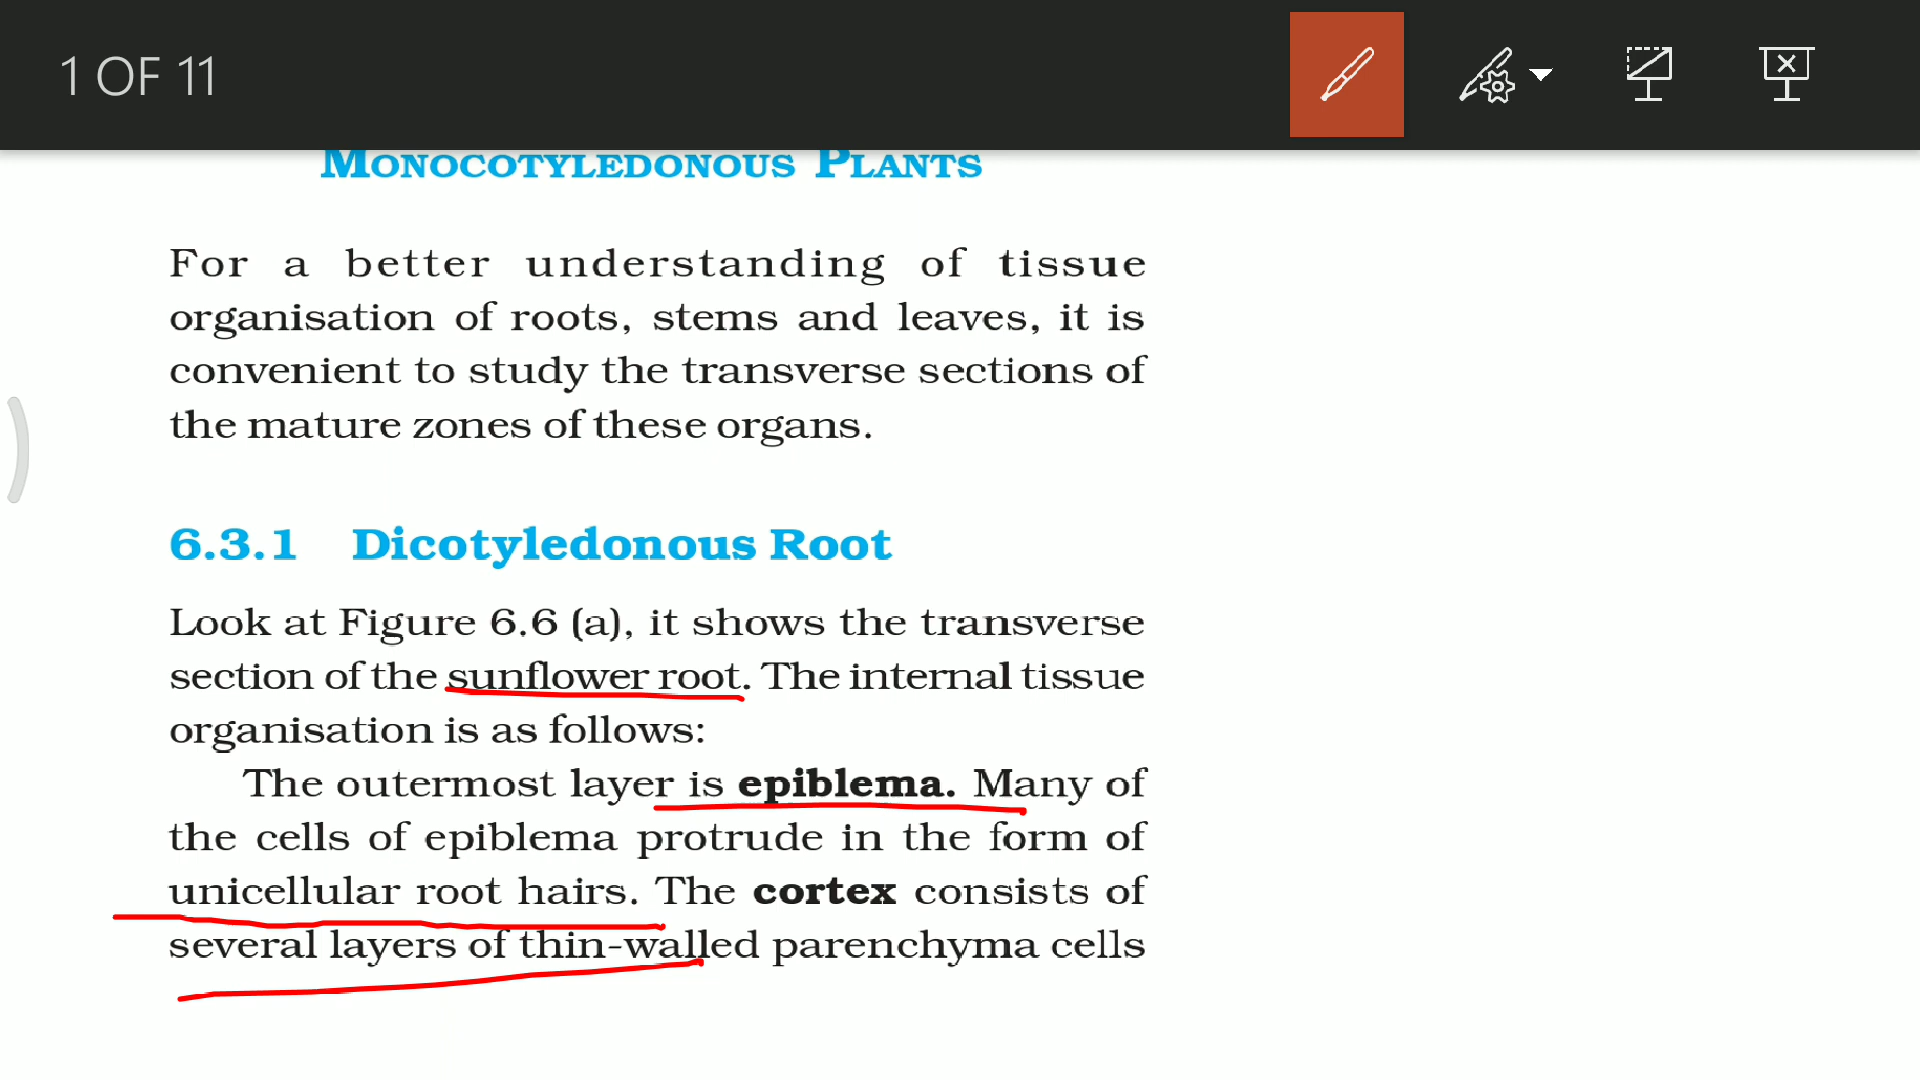 1 OF 11
MONOCOTYLEDONOUS PLANTS
For a better understanding of tissue
organisation of roots, stems and leaves, it is
convenient to study the transverse sections of
the mature zones of these organs.
6.3.1 Dicotyledonous Root
Look at Figure 6.6 (a), it shows the transverse
section of the sunflower root. The internal tissue
organisation is as follows:
The outermost layer is epiblema. Many of
the cells of epiblema protrude in the form of
unicellular root hairs. The cortex consists of
several layers of thin-walled parenchyma cells